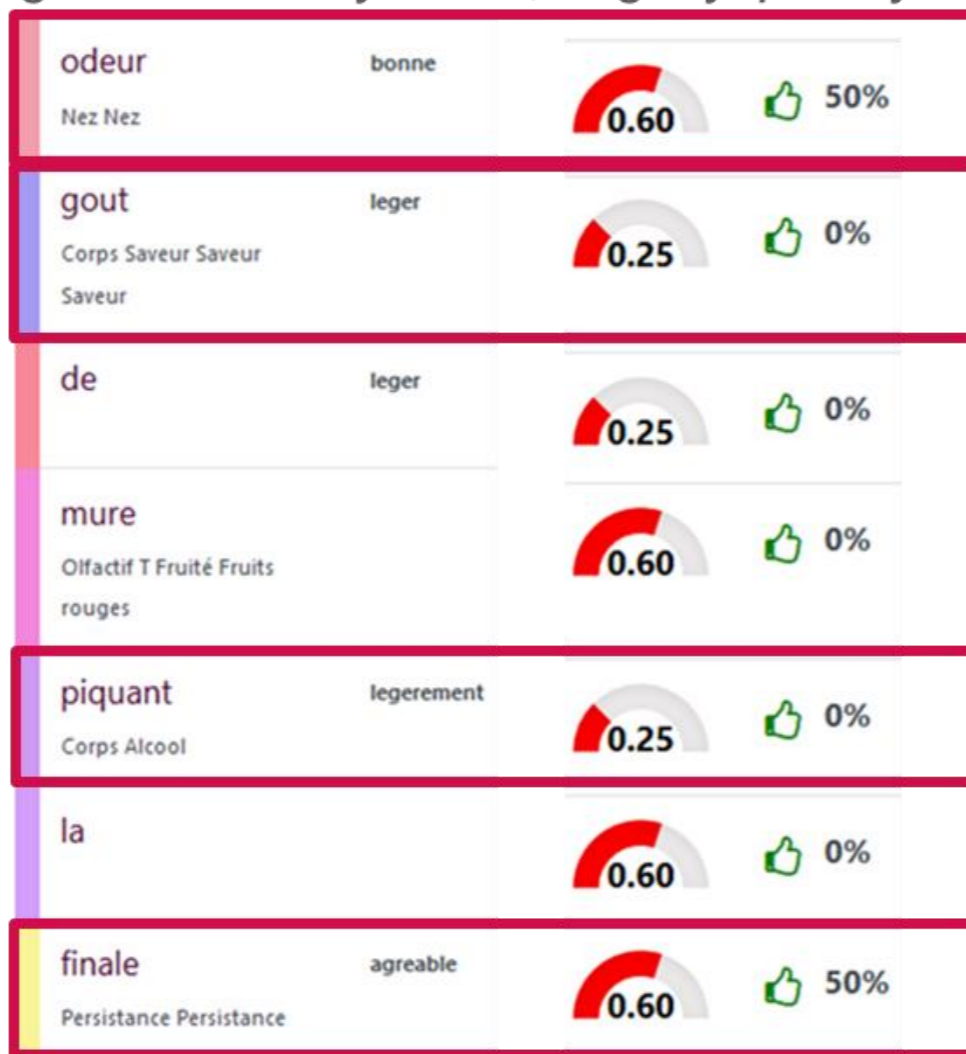 odeur bonne 0.60 50%
Nez Nez
gout leger 0.25 0%
Corps Saveur Saveur
Saveur
de leger 0.25 0%
mure 0.60 0%
Olfactif T Fruité Fruits
rouges
piquant legerement 0.25 0%
Corps Alcool
la 0.60 0%
finale agreable 0.60 50%
Persistance Persistance